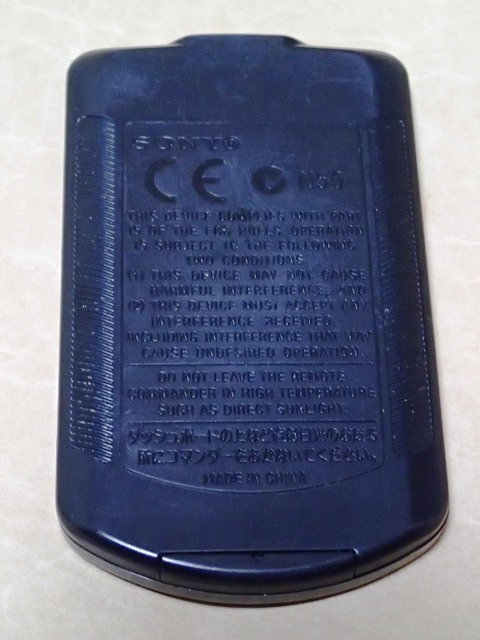 SONY®
CE N50
THIS DEVICE COMPLIES WITH PART
15 OF THE FCC RULES. OPERATION
IS SUBJECT TO THE FOLLOWING
TWO CONDITIONS.
(1) THIS DEVICE MAY NOT CAUSE
HARMFUL INTERFERENCE, AND
(2) THIS DEVICE MUST ACCEPT ANY
INTERFERENCE RECEIVED,
INCLUDING INTERFERENCE THAT MAY
CAUSE UNDESIRED OPERATION.
DO NOT LEAVE THE REMOTE
COMMANDER IN HIGH TEMPERATURE
SUCH AS DIRECT SUNLIGHT.
ダッシュボードの上など直射日光のあたる
所にコマンダーをおかないでください。
MADE IN CHINA